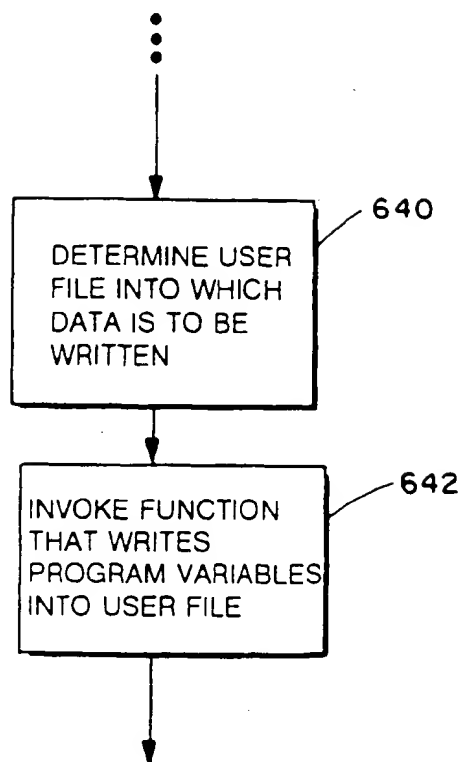 640
DETERMINE USER
FILE INTO WHICH
DATA IS TO BE
WRITTEN
642
INVOKE FUNCTION
THAT WRITES
PROGRAM VARIABLES
INTO USER FILE